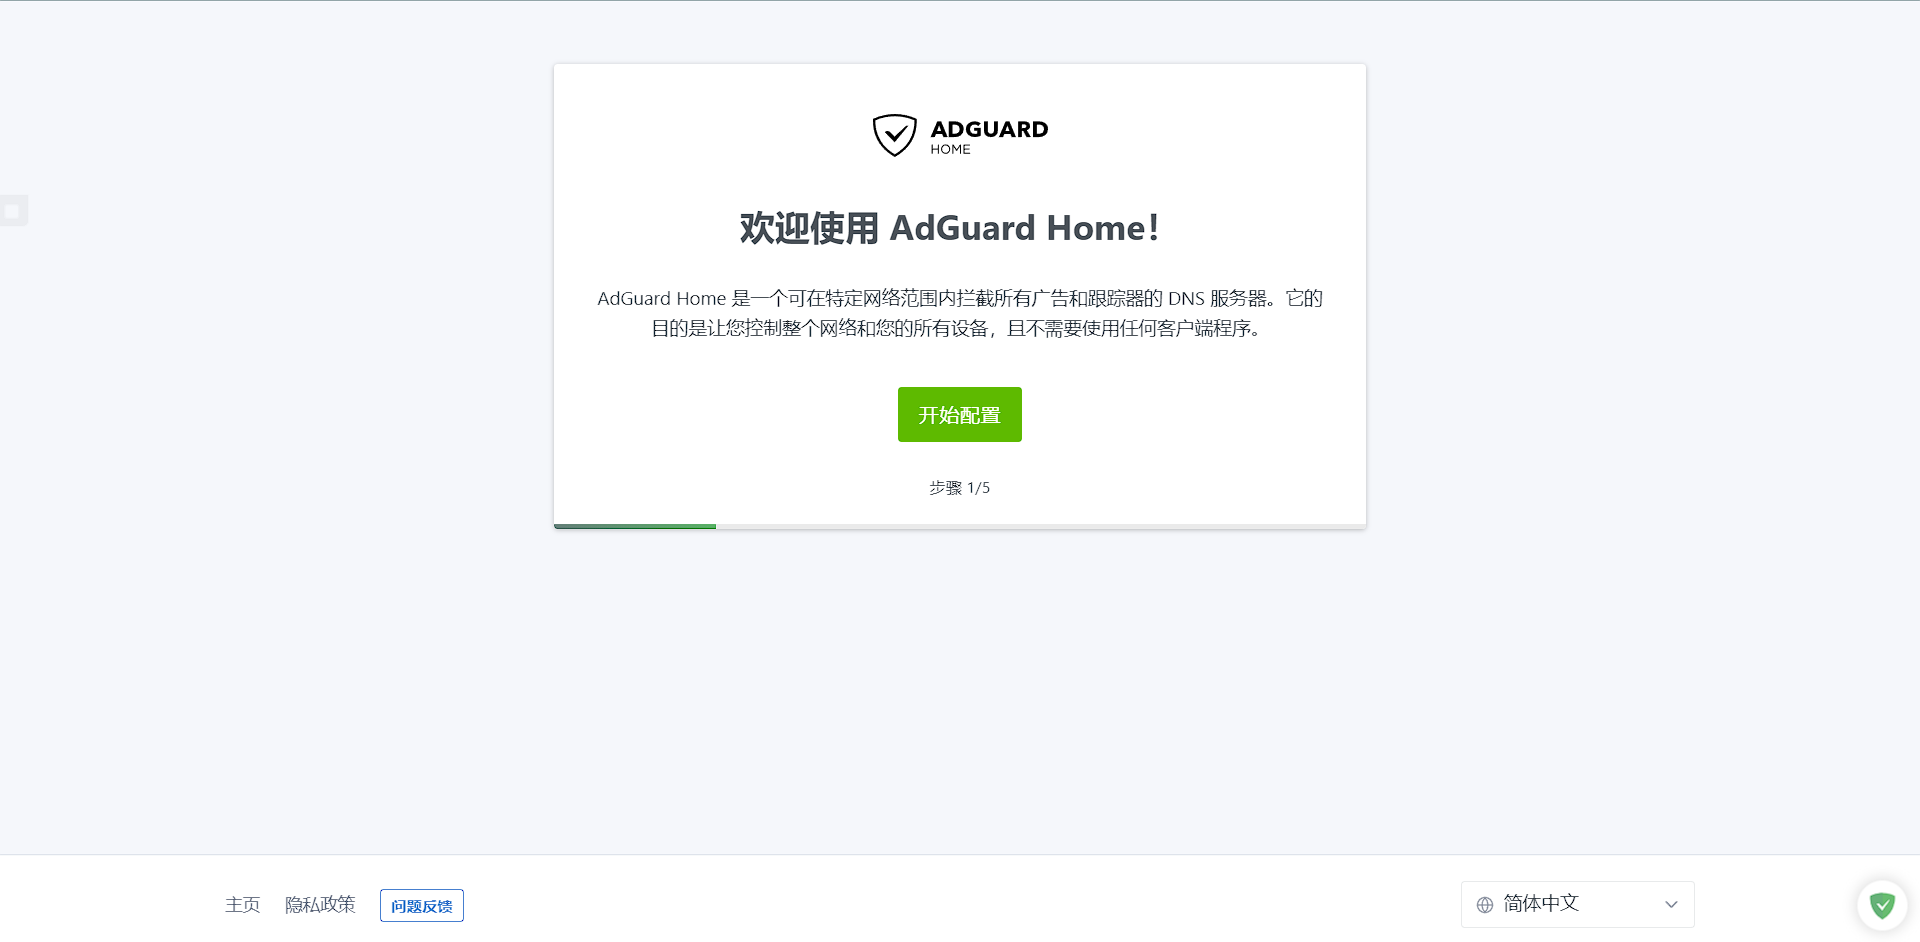 ADGUARD
HOME
欢迎使用 AdGuard Home！
AdGuard Home 是一个可在特定网络范围内拦截所有广告和跟踪器的 DNS 服务器。它的
目的是让您控制整个网络和您的所有设备，且不需要使用任何客户端程序。
开始配置
步骤 1/5
主页 隐私政策 问题反馈 简体中文